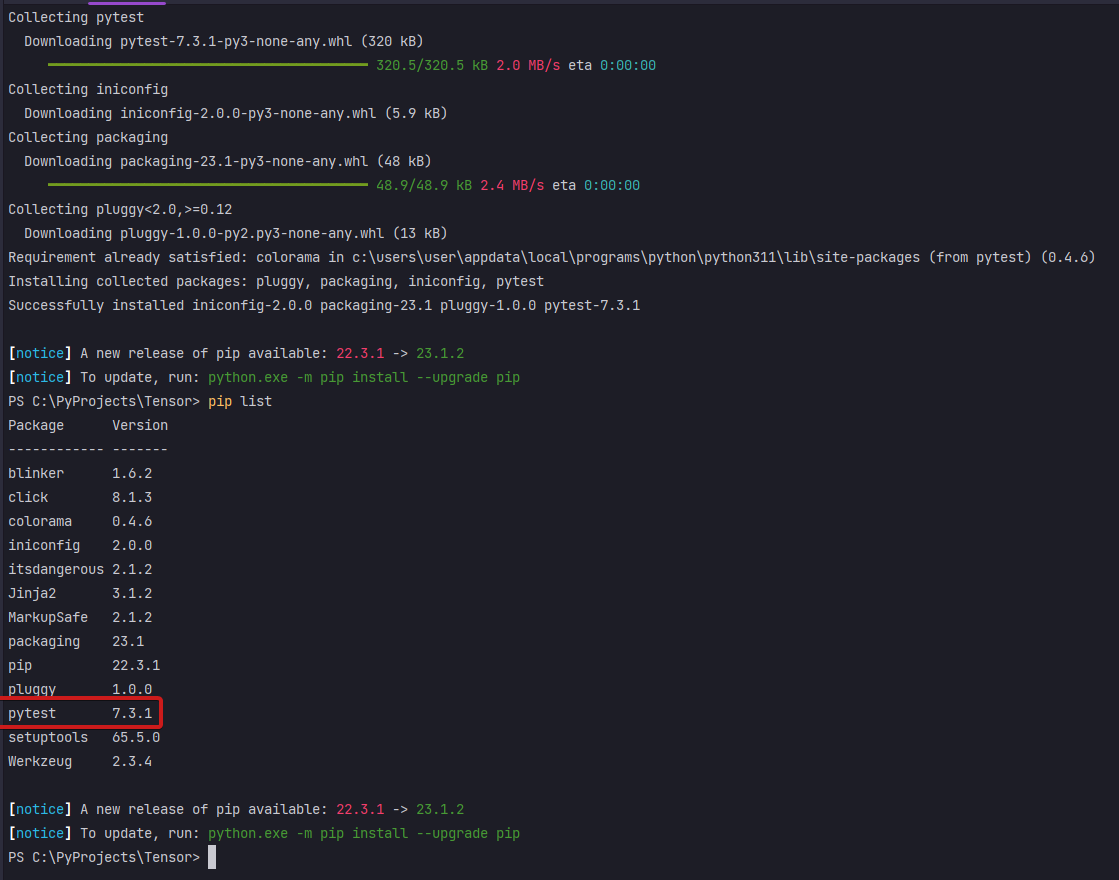 Collecting pytest
  Downloading pytest-7.3.1-py3-none-any.whl (320 kB)
320.5/320.5 kB 2.0 MB/s eta 0:00:00
Collecting iniconfig
  Downloading iniconfig-2.0.0-py3-none-any.whl (5.9 kB)
Collecting packaging
  Downloading packaging-23.1-py3-none-any.whl (48 kB)
48.9/48.9 kB 2.4 MB/s eta 0:00:00
Collecting pluggy<2.0,>=0.12
  Downloading pluggy-1.0.0-py2.py3-none-any.whl (13 kB)
Requirement already satisfied: colorama in c:\users\user\appdata\local\programs\python\python311\lib\site-packages (from pytest) (0.4.6)
Installing collected packages: pluggy, packaging, iniconfig, pytest
Successfully installed iniconfig-2.0.0 packaging-23.1 pluggy-1.0.0 pytest-7.3.1
[notice] A new release of pip available: 22.3.1 -> 23.1.2
[notice] To update, run: python.exe -m pip install --upgrade pip
PS C:\PyProjects\Tensor> pip list
Package      Version
------------ -------
blinker      1.6.2
click        8.1.3
colorama     0.4.6
iniconfig    2.0.0
itsdangerous 2.1.2
Jinja2       3.1.2
MarkupSafe   2.1.2
packaging    23.1
pip          22.3.1
pluggy       1.0.0
pytest       7.3.1
setuptools   65.5.0
Werkzeug     2.3.4
[notice] A new release of pip available: 22.3.1 -> 23.1.2
[notice] To update, run: python.exe -m pip install --upgrade pip
PS C:\PyProjects\Tensor>